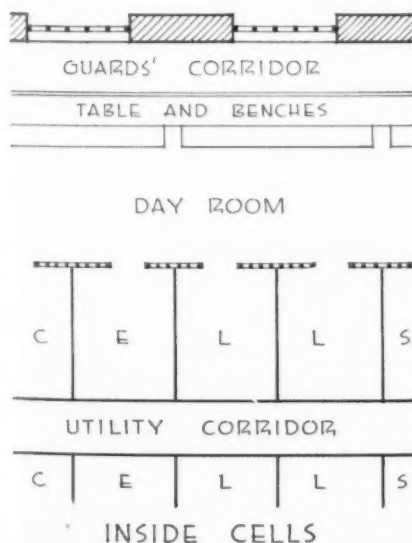 GUARDS' CORRIDOR
TABLE AND BENCHES
DAY ROOM
C E L L S
UTILITY CORRIDOR
C E L L S
INSIDE CELLS